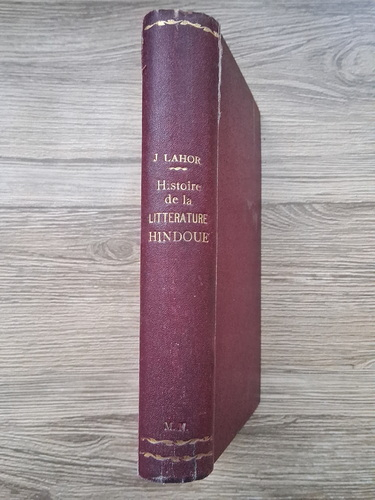 J LAHOR
Histoire
de la
LITTERATURE
HINDOUE
M. N.